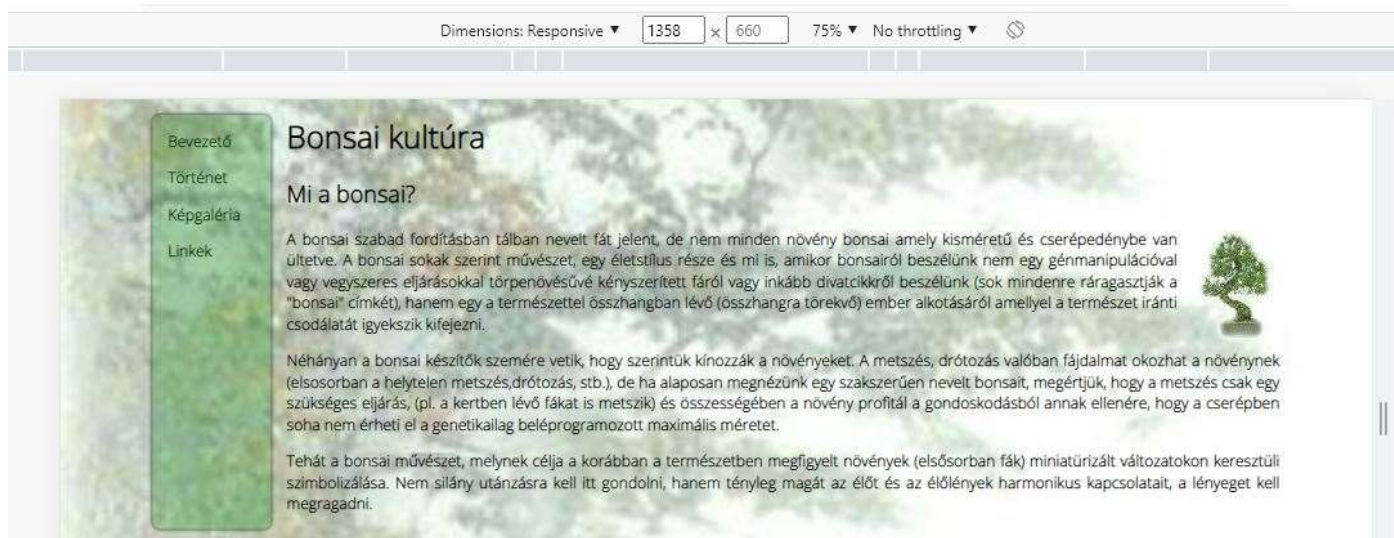 Dimensions: Responsive ▼ 1358 × 660 75% ▼ No throttling ▼
Bevezető
Történet
Képgaléria
Linkek
Bonsai kultúra
Mi a bonsai?
A bonsai szabad fordításban tálban nevelt fát jelent, de nem minden növény bonsai amely kisméretű és cserépedénybe van
ültetve. A bonsai sokak szerint művészet, egy életstílus része és mi is, amikor bonsairól beszélünk nem egy génmanipulációval
vagy vegyszeres eljárásokkal törpenövésűvé kényszerített fáról vagy inkább divatcikkről beszélünk (sok mindenre ráragasztják a
"bonsai" címkét), hanem egy a természettel összhangban lévő (összhangra törekvő) ember alkotásáról amellyel a természet iránti
csodálatát igyekszik kifejezni.
Néhányan a bonsai készítők szemére vetik, hogy szerintük kínozzák a növényeket. A metszés, drótozás valóban fájdalmat okozhat a növénynek
(elsosorban a helytelen metszés,drótozás, stb.), de ha alaposan megnézünk egy szakszerűen nevelt bonsait, megértjük, hogy a metszés csak egy
szükséges eljárás, (pl. a kertben lévő fákat is metszik) és összességében a növény profitál a gondoskodásból annak ellenére, hogy a cserépben
soha nem érheti el a genetikailag beléprogramozott maximális méretet.
Tehát a bonsai művészet, melynek célja a korábban a természetben megfigyelt növények (elsősorban fák) miniatürizált változatokon keresztüli
szimbolizálása. Nem silány utánzásra kell itt gondolni, hanem tényleg magát az élőt és az élőlények harmonikus kapcsolatait, a lényeget kell
megragadni.